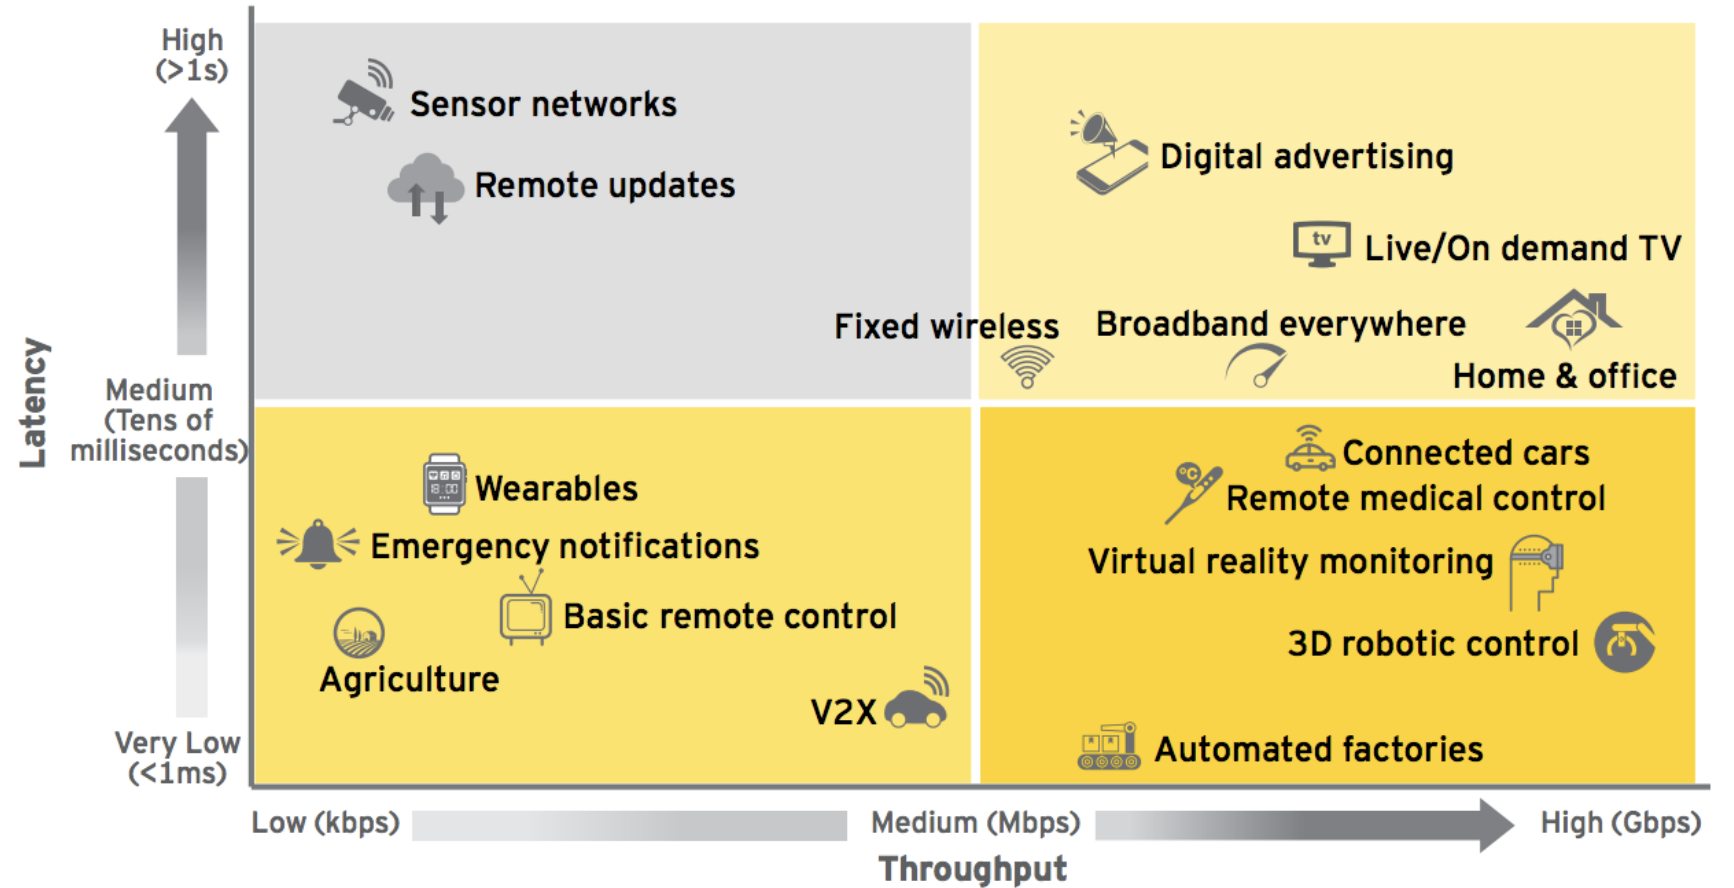 High
(>1s)
Sensor networks
Remote updates
Digital advertising
tv
Live/On demand TV
Fixed wireless
Broadband everywhere
Home & office
Latency
Medium
(Tens of
milliseconds)
Wearables
18:00
Emergency notifications
Basic remote control
Agriculture
V2X
°C
Connected cars
Remote medical control
Virtual reality monitoring
3D robotic control
Automated factories
Very Low
(<1ms)
Low (kbps)
Medium (Mbps)
High (Gbps)
Throughput